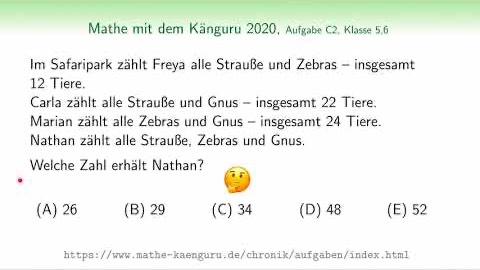 Mathe mit dem Känguru 2020, Aufgabe C2, Klasse 5,6
Im Safaripark zählt Freya alle Strauße und Zebras – insgesamt
12 Tiere.
Carla zählt alle Strauße und Gnus – insgesamt 22 Tiere.
Marian zählt alle Zebras und Gnus – insgesamt 24 Tiere.
Nathan zählt alle Strauße, Zebras und Gnus.
Welche Zahl erhält Nathan?
(A) 26 (B) 29 (C) 34 (D) 48 (E) 52
https://www.mathe-kaenguru.de/chronik/aufgaben/index.html